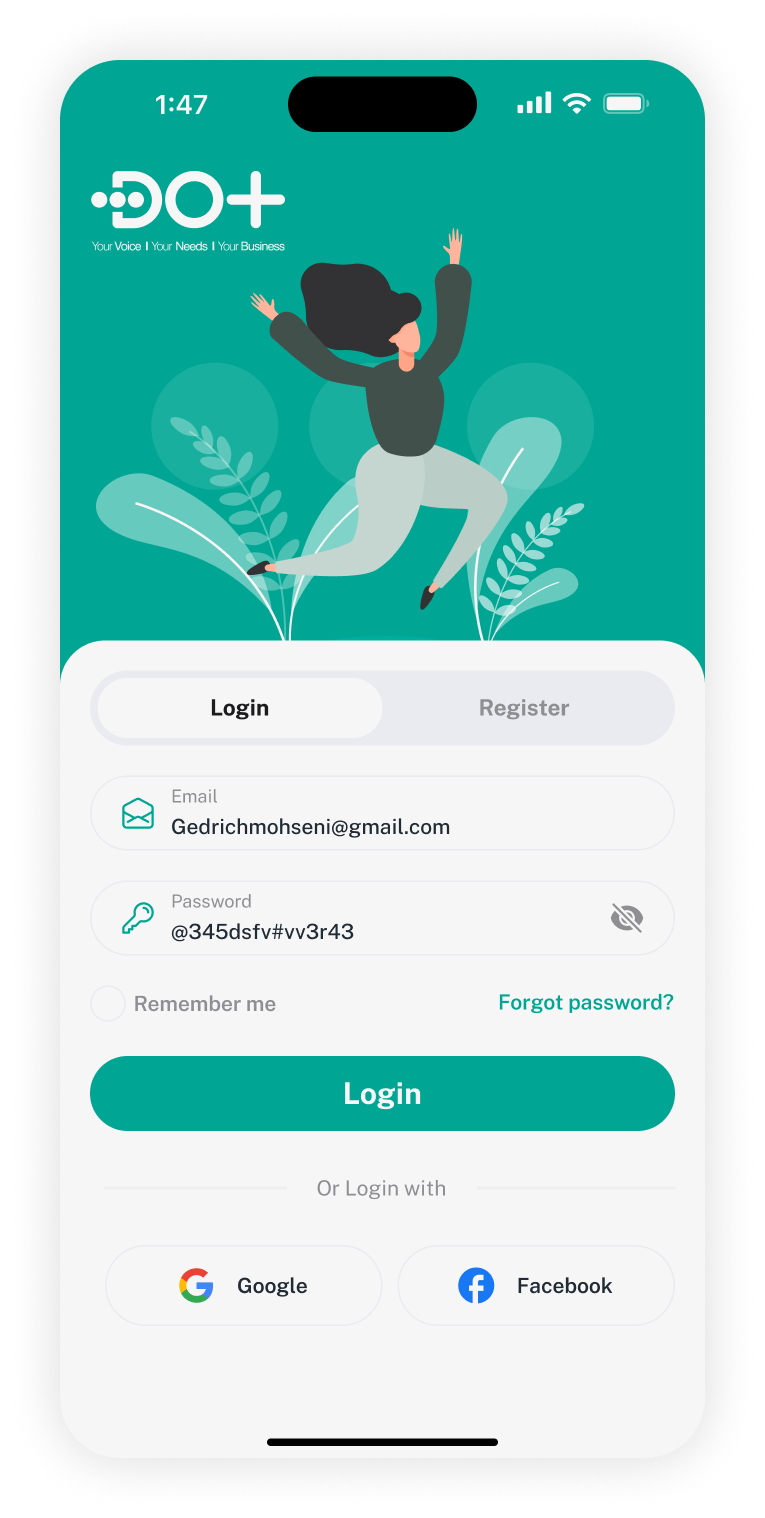 1:47
DO+
Your Voice I Your Needs I Your Business
Login
Register
Email
Gedrichmohseni@gmail.com
Password
@345dsfv#vv3r43
Remember me
Forgot password?
Login
Or Login with
Google
Facebook